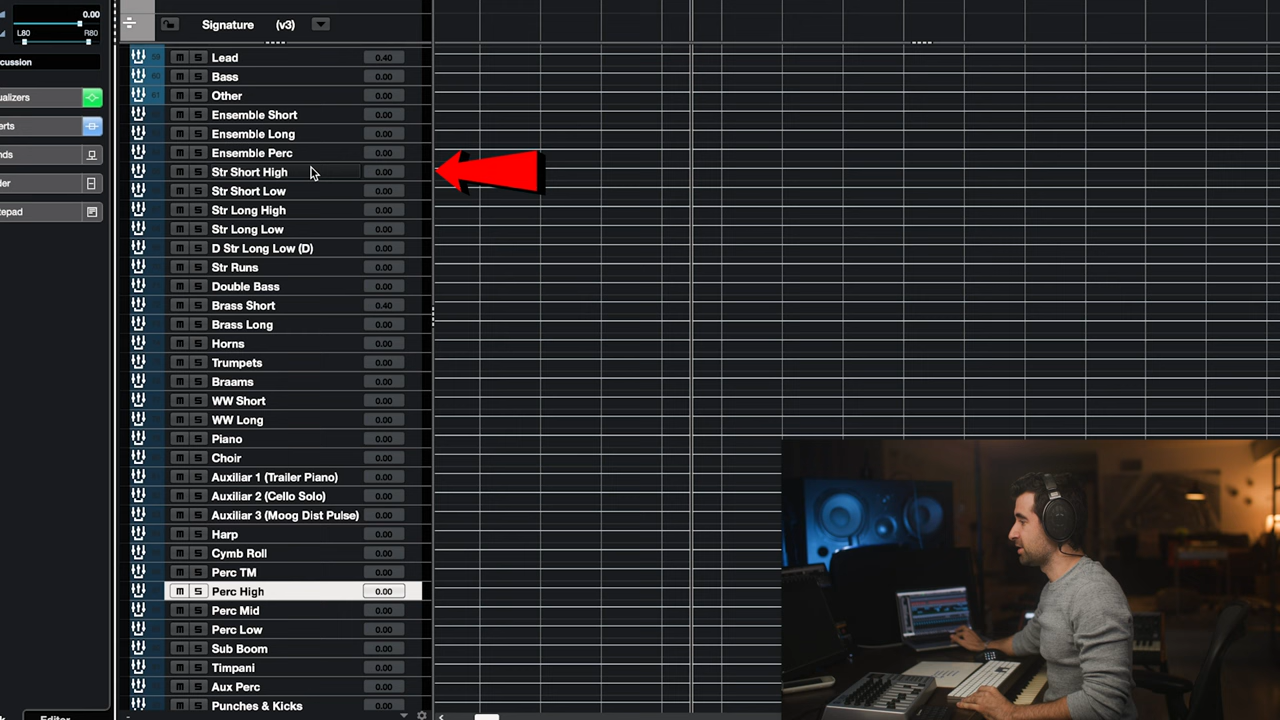 0.00
L80 R80
cussion
ualizers
erts
nds
der
tepad
Signature (v3)
59 Lead 0.40
60 Bass 0.00
61 Other 0.00
M S Ensemble Short 0.00
M S Ensemble Long 0.00
M S Ensemble Perc 0.00
M S Str Short High 0.00
M S Str Short Low 0.00
M S Str Long High 0.00
M S Str Long Low 0.00
M S D Str Long Low (D) 0.00
M S Str Runs 0.00
M S Double Bass 0.00
M S Brass Short 0.40
M S Brass Long 0.00
M S Horns 0.00
M S Trumpets 0.00
M S Braams 0.00
M S WW Short 0.00
M S WW Long 0.00
M S Piano 0.00
M S Choir 0.00
M S Auxiliar 1 (Trailer Piano) 0.00
M S Auxiliar 2 (Cello Solo) 0.00
M S Auxiliar 3 (Moog Dist Pulse) 0.00
M S Harp 0.00
M S Cymb Roll 0.00
M S Perc TM 0.00
M S Perc High 0.00
M S Perc Mid 0.00
M S Perc Low 0.00
M S Sub Boom 0.00
M S Timpani 0.00
M S Aux Perc 0.00
M S Punches & Kicks 0.00
Editor